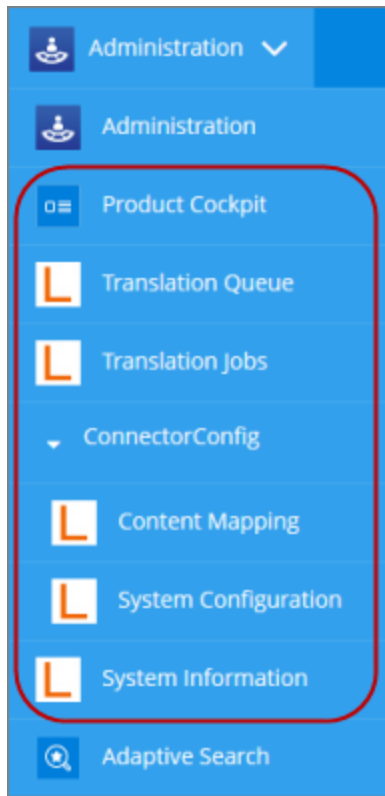 Administration
Administration
Product Cockpit
Translation Queue
Translation Jobs
ConnectorConfig
Content Mapping
System Configuration
System Information
Adaptive Search